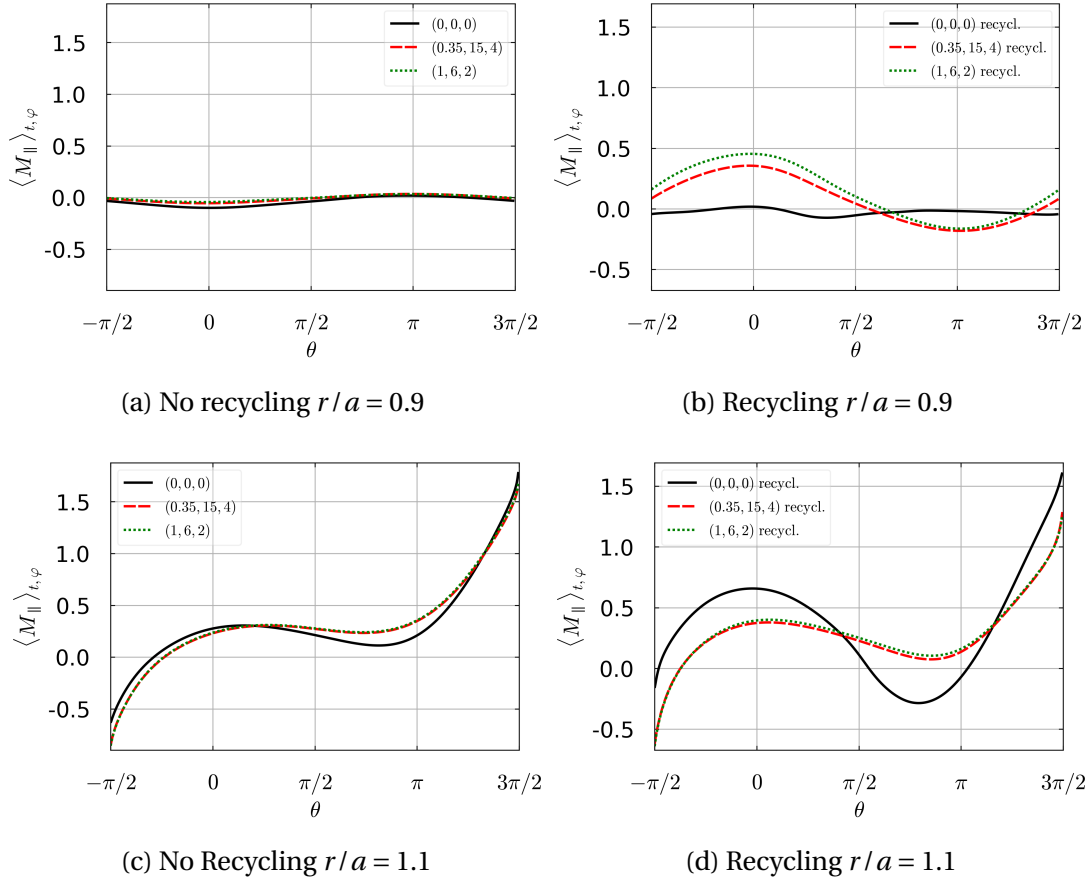 (0, 0, 0)
(0.35, 15, 4)
(1, 6, 2)
1.5
1.0
0.5
0.0
-0.5
⟨M∥⟩t,φ
−π/2 0 π/2 π 3π/2
θ
(a) No recycling r/a = 0.9
(0, 0, 0) recycl.
(0.35, 15, 4) recycl.
(1, 6, 2) recycl.
1.5
1.0
0.5
0.0
-0.5
⟨M∥⟩t,φ
−π/2 0 π/2 π 3π/2
θ
(b) Recycling r/a = 0.9
(0, 0, 0)
(0.35, 15, 4)
(1, 6, 2)
1.5
1.0
0.5
0.0
-0.5
⟨M∥⟩t,φ
−π/2 0 π/2 π 3π/2
θ
(c) No Recycling r/a = 1.1
(0, 0, 0) recycl.
(0.35, 15, 4) recycl.
(1, 6, 2) recycl.
1.5
1.0
0.5
0.0
-0.5
⟨M∥⟩t,φ
−π/2 0 π/2 π 3π/2
θ
(d) Recycling r/a = 1.1